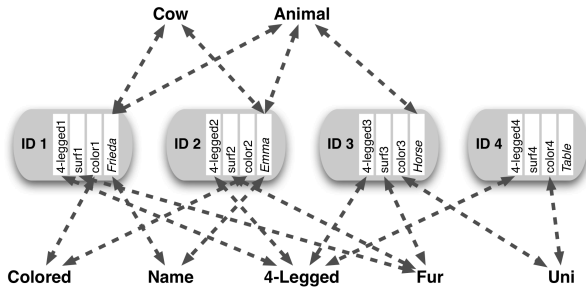 Cow Animal
ID 1 4-legged1 surf1 color1 Frieda
ID 2 4-legged2 surf2 color2 Emma
ID 3 4-legged3 surf3 color3 Horse
ID 4 4-legged4 surf4 color4 Table
Colored Name 4-Legged Fur Uni